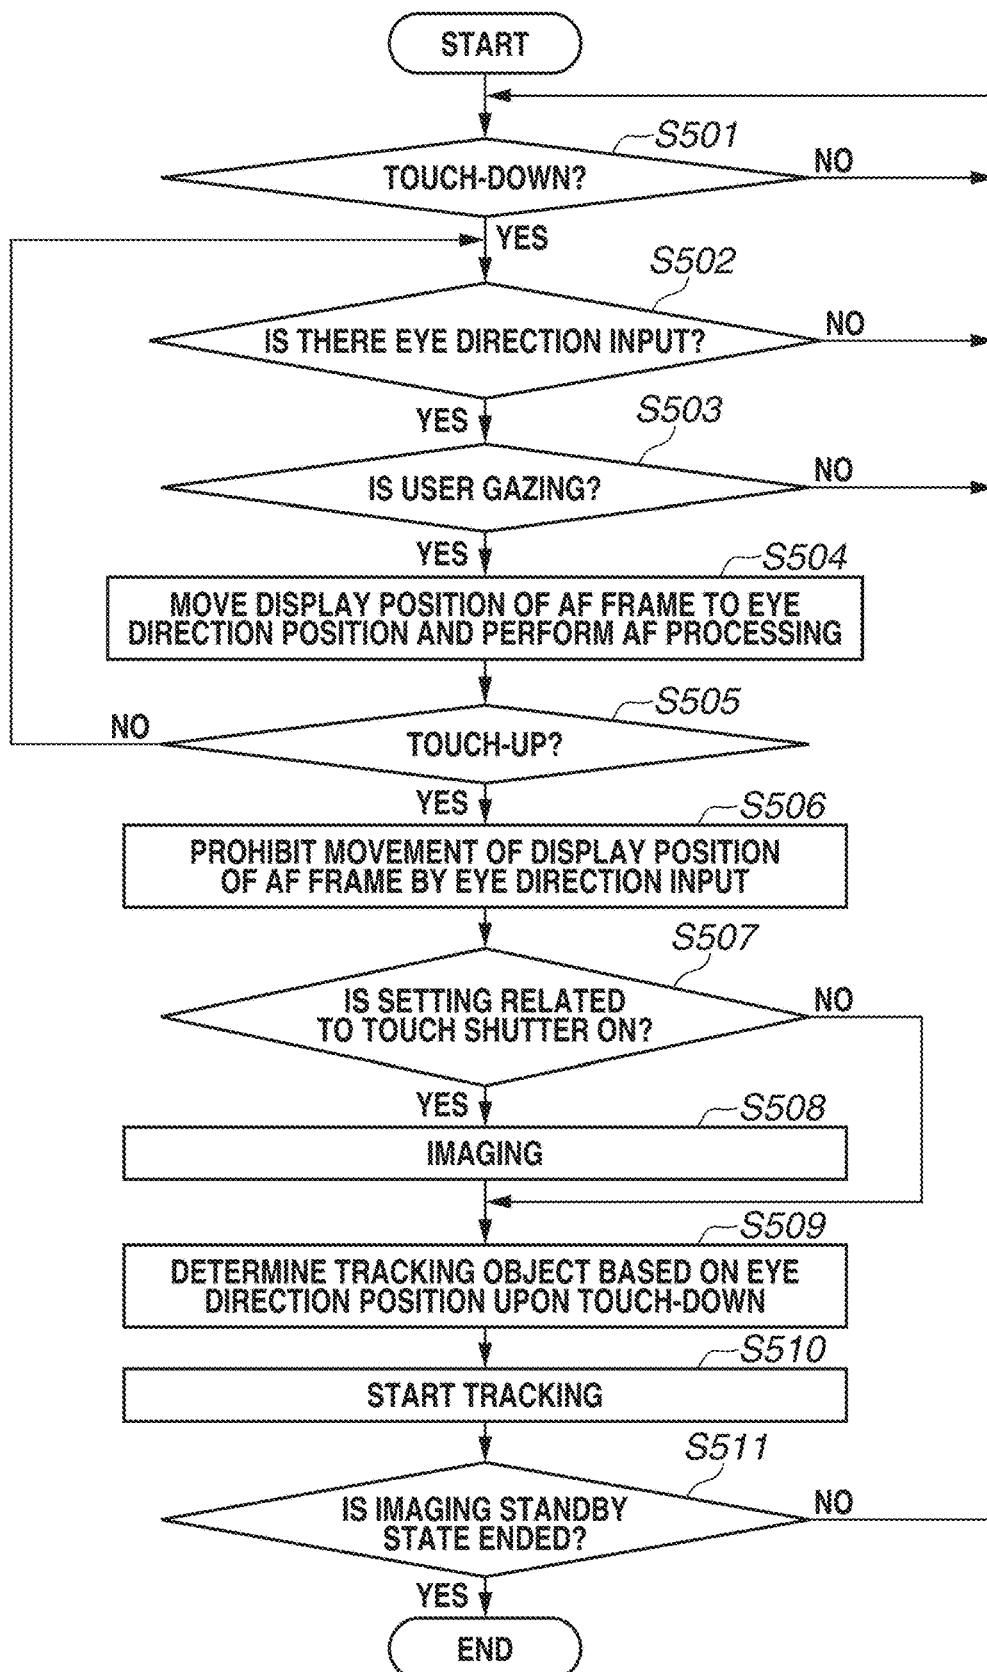 START
S501
TOUCH-DOWN?
NO
YES
S502
IS THERE EYE DIRECTION INPUT?
NO
YES
S503
IS USER GAZING?
NO
YES
S504
MOVE DISPLAY POSITION OF AF FRAME TO EYE
DIRECTION POSITION AND PERFORM AF PROCESSING
S505
NO
TOUCH-UP?
YES
S506
PROHIBIT MOVEMENT OF DISPLAY POSITION
OF AF FRAME BY EYE DIRECTION INPUT
S507
IS SETTING RELATED
TO TOUCH SHUTTER ON?
NO
YES
S508
IMAGING
S509
DETERMINE TRACKING OBJECT BASED ON EYE
DIRECTION POSITION UPON TOUCH-DOWN
S510
START TRACKING
S511
IS IMAGING STANDBY
STATE ENDED?
NO
YES
END